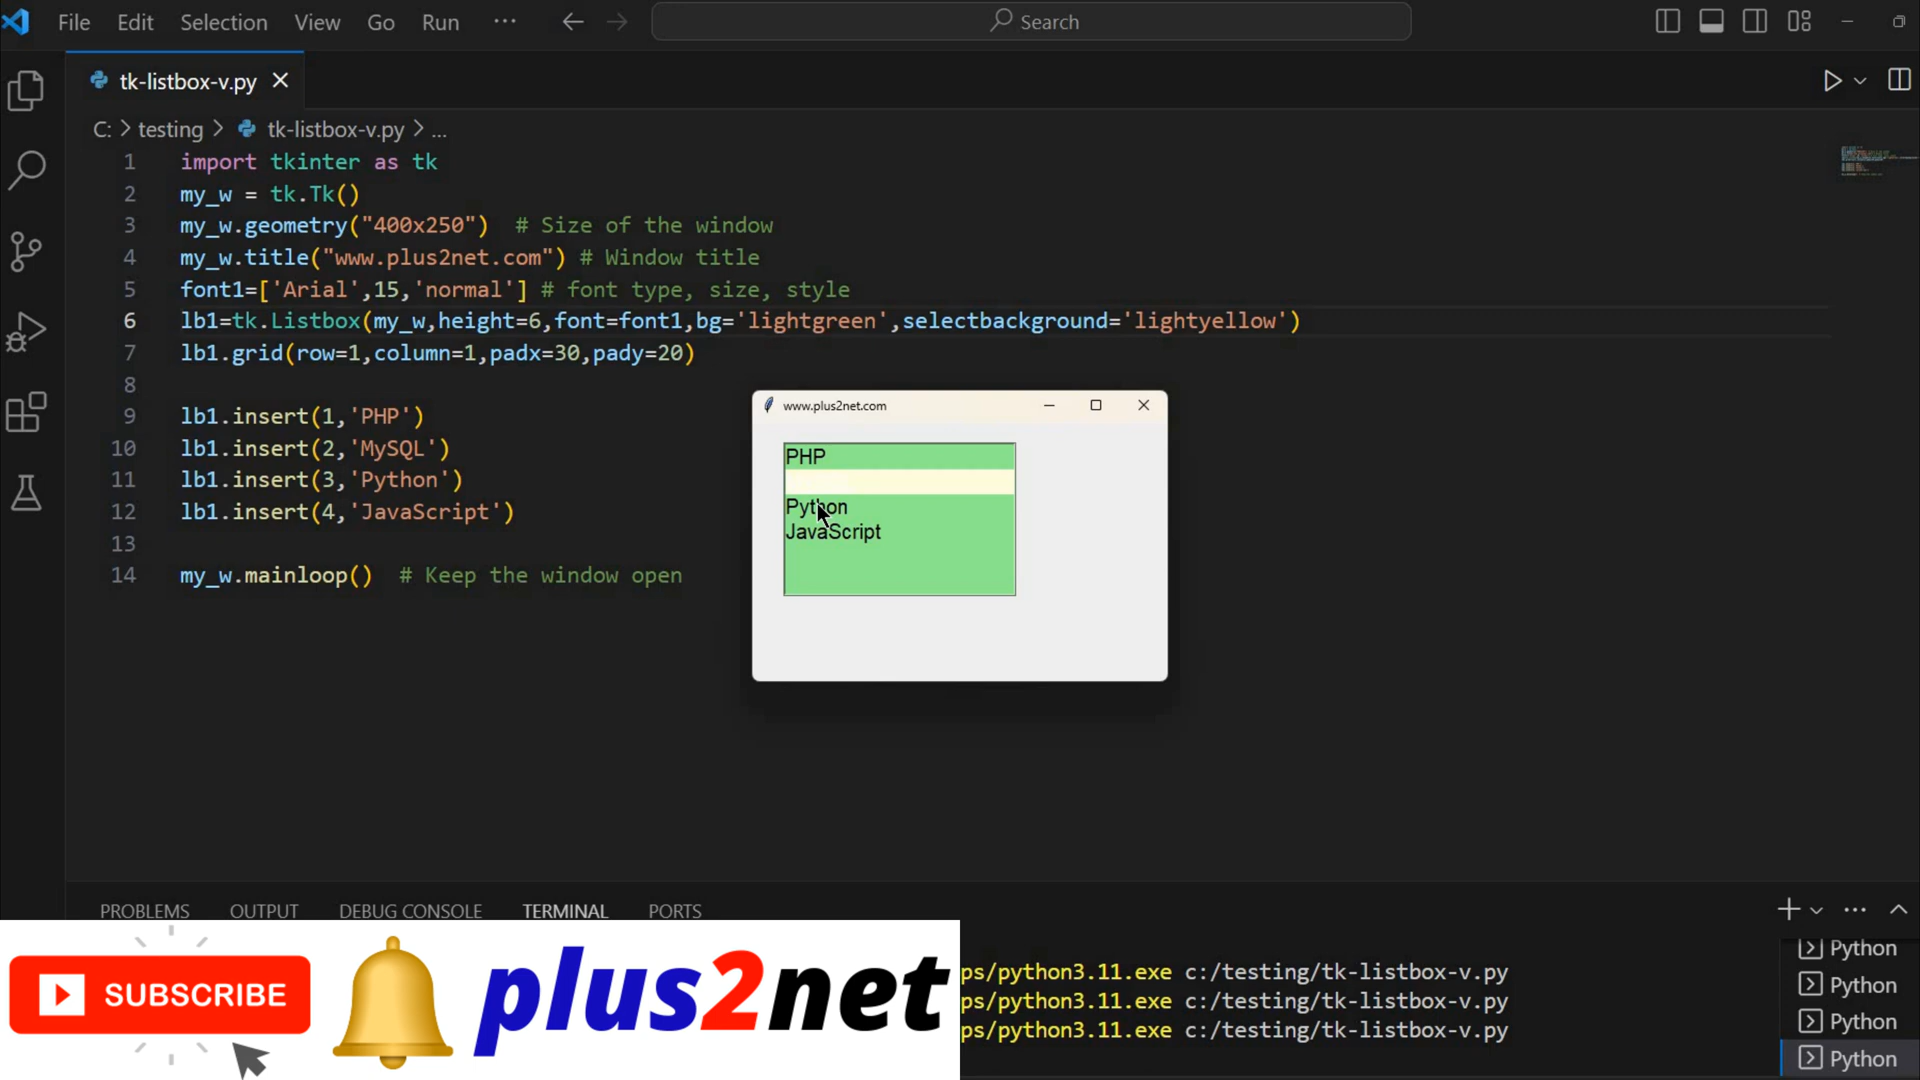 File Edit Selection View Go Run ··· Search
tk-listbox-v.py
C: > testing > tk-listbox-v.py > ...
1 import tkinter as tk
2 my_w = tk.Tk()
3 my_w.geometry("400x250")  # Size of the window
4 my_w.title("www.plus2net.com") # Window title
5 font1=['Arial',15,'normal'] # font type, size, style
6 lb1=tk.Listbox(my_w,height=6,font=font1,bg='lightgreen',selectbackground='lightyellow')
7 lb1.grid(row=1,column=1,padx=30,pady=20)
8
9 lb1.insert(1,'PHP')
10 lb1.insert(2,'MySQL')
11 lb1.insert(3,'Python')
12 lb1.insert(4,'JavaScript')
13
14 my_w.mainloop()  # Keep the window open
www.plus2net.com
PHP
Python
JavaScript
PROBLEMS OUTPUT DEBUG CONSOLE TERMINAL PORTS
ps/python3.11.exe c:/testing/tk-listbox-v.py
ps/python3.11.exe c:/testing/tk-listbox-v.py
ps/python3.11.exe c:/testing/tk-listbox-v.py
Python
Python
Python
Python
SUBSCRIBE
plus2net